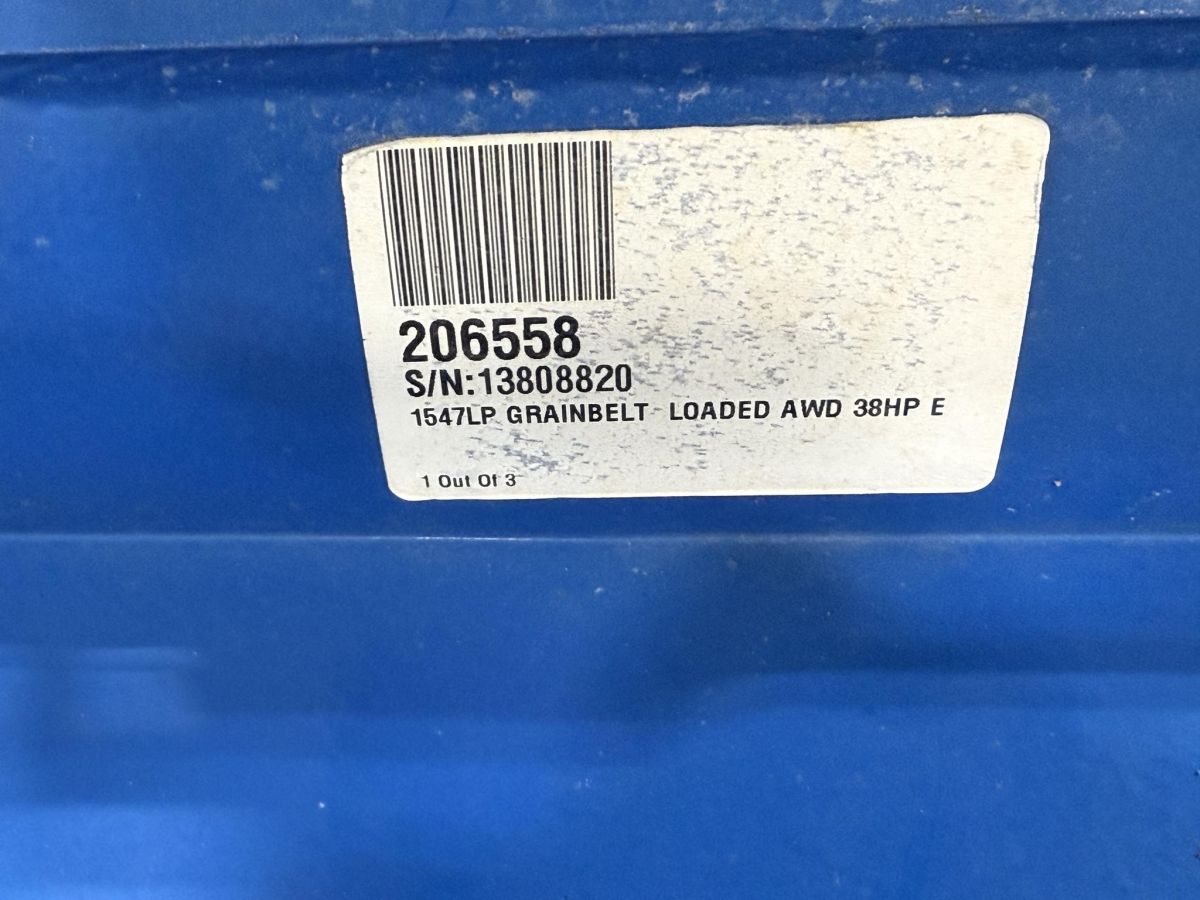 206558
S/N:13808820
1547LP GRAINBELT LOADED AWD 38HP E
1 Out Of 3